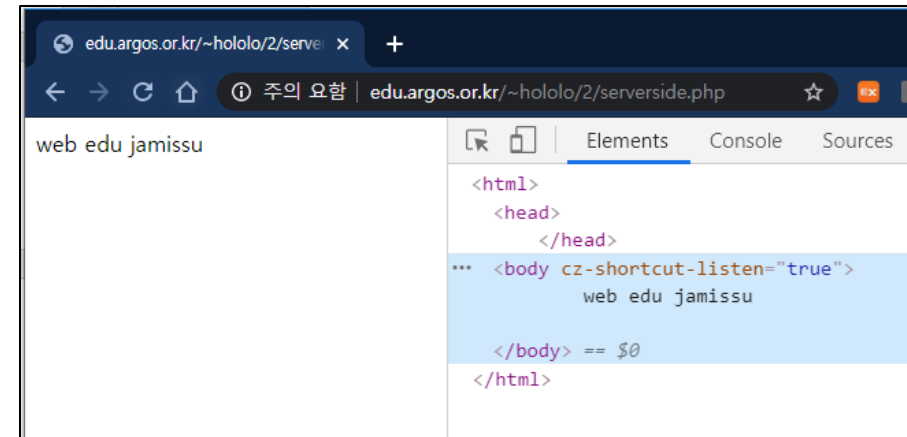 edu.argos.or.kr/~hololo/2/server
주의 요함 edu.argos.or.kr/~hololo/2/serverside.php
web edu jamissu
Elements Console Sources
<html>
<head>
</head>
<body cz-shortcut-listen="true">
web edu jamissu
</body> == $0
</html>